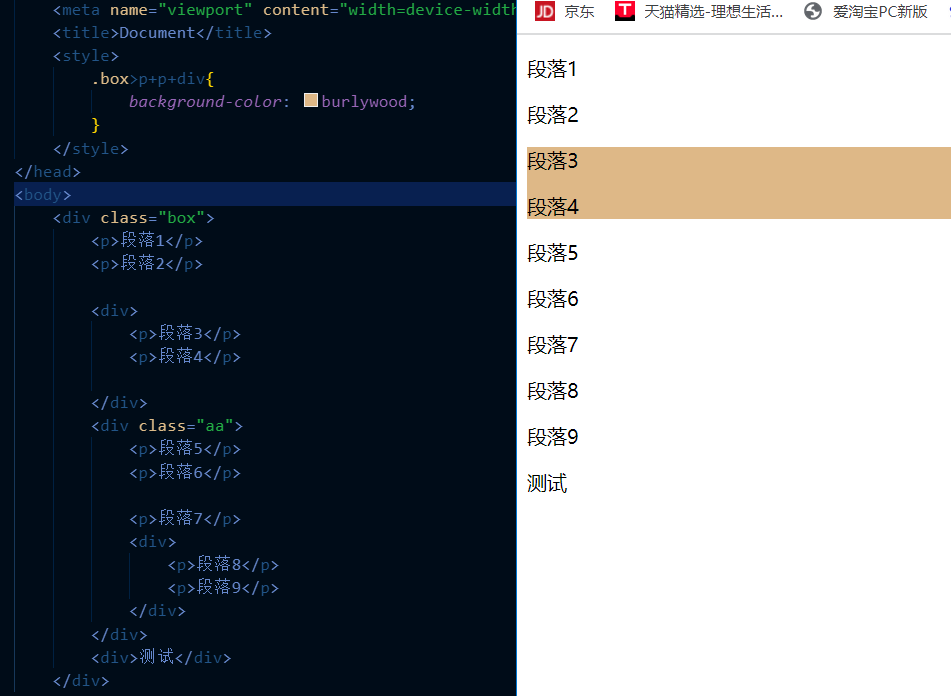 <meta name="viewport" content="width=device-width
<title>Document</title>
<style>
.box>p+p+div{
background-color: burlywood;
}
</style>
</head>
<body>
<div class="box">
<p>段落1</p>
<p>段落2</p>
<div>
<p>段落3</p>
<p>段落4</p>
</div>
<div class="aa">
<p>段落5</p>
<p>段落6</p>
<p>段落7</p>
<div>
<p>段落8</p>
<p>段落9</p>
</div>
</div>
<div>测试</div>
</div>
JD 京东 T 天猫精选-理想生活... 爱淘宝PC新版
段落1
段落2
段落3
段落4
段落5
段落6
段落7
段落8
段落9
测试